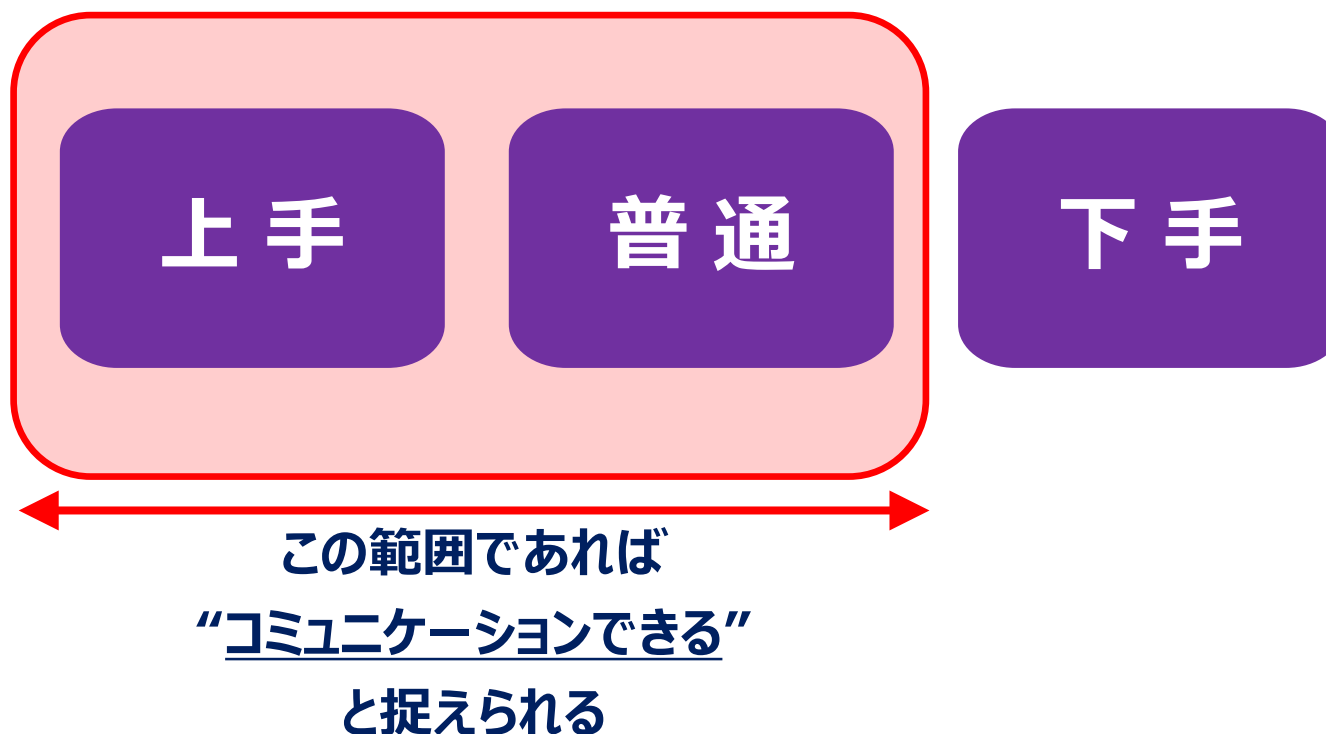 上手
普通
下手
この範囲であれば
“コミュニケーションできる”
と捉えられる